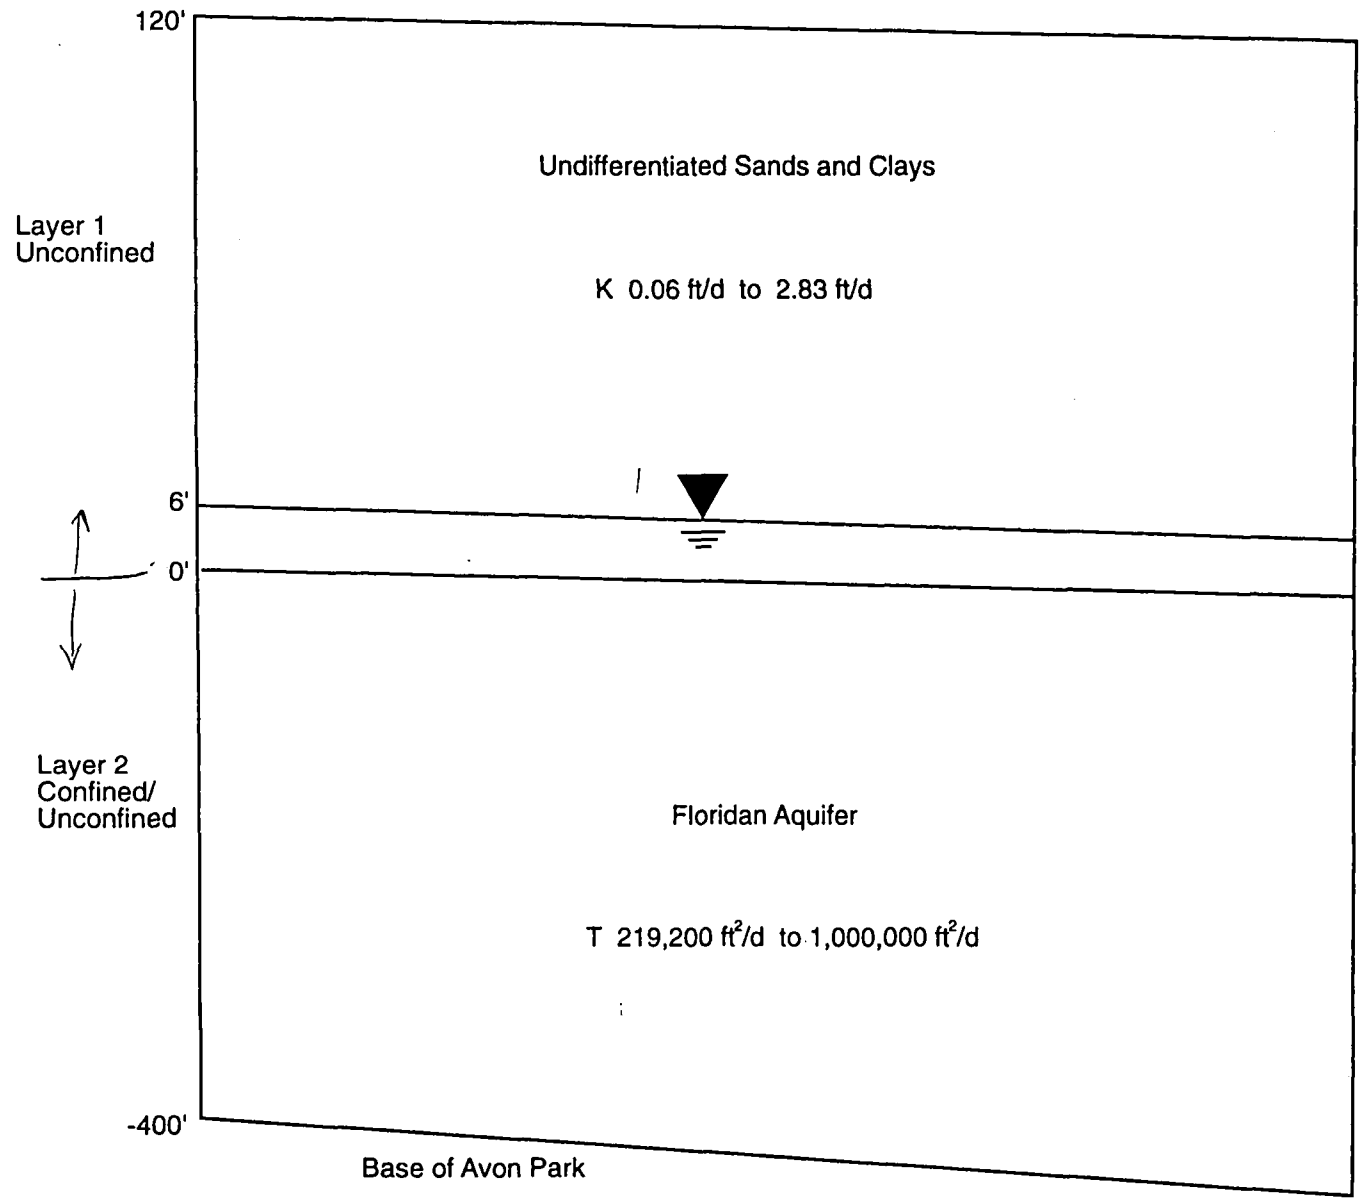 120'
Undifferentiated Sands and Clays
Layer 1
Unconfined
K 0.06 ft/d to 2.83 ft/d
6'
0'
Layer 2
Confined/
Unconfined
Floridan Aquifer
T 219,200 ft²/d to 1,000,000 ft²/d
-400'
Base of Avon Park